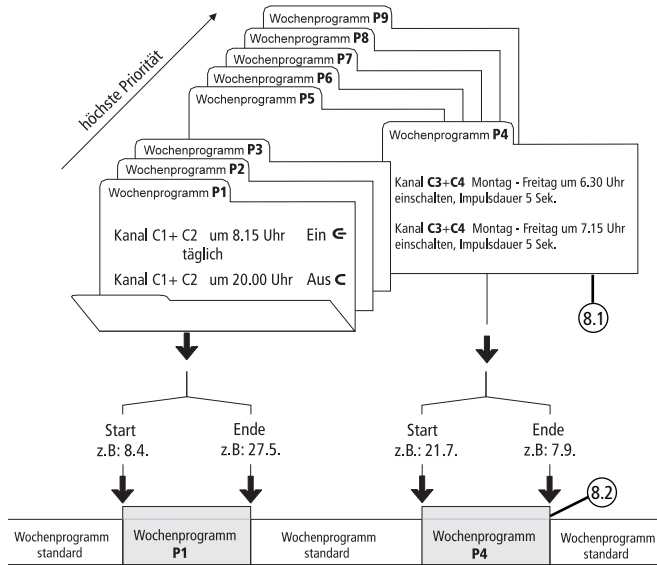 höchste Priorität
Wochenprogramm P9
Wochenprogramm P8
Wochenprogramm P7
Wochenprogramm P6
Wochenprogramm P5
Wochenprogramm P4
Wochenprogramm P3
Wochenprogramm P2
Wochenprogramm P1
Kanal C1+ C2 um 8.15 Uhr Ein
täglich
Kanal C1+ C2 um 20.00 Uhr Aus
Kanal C3+C4 Montag - Freitag um 6.30 Uhr
einschalten, Impulsdauer 5 Sek.
Kanal C3+C4 Montag - Freitag um 7.15 Uhr
einschalten, Impulsdauer 5 Sek.
8.1
Start
z.B: 8.4.
Ende
z.B: 27.5.
Start
z.B.: 21.7.
Ende
z.B: 7.9.
8.2
Wochenprogramm
standard
Wochenprogramm
P1
Wochenprogramm
standard
Wochenprogramm
P4
Wochenprogramm
standard